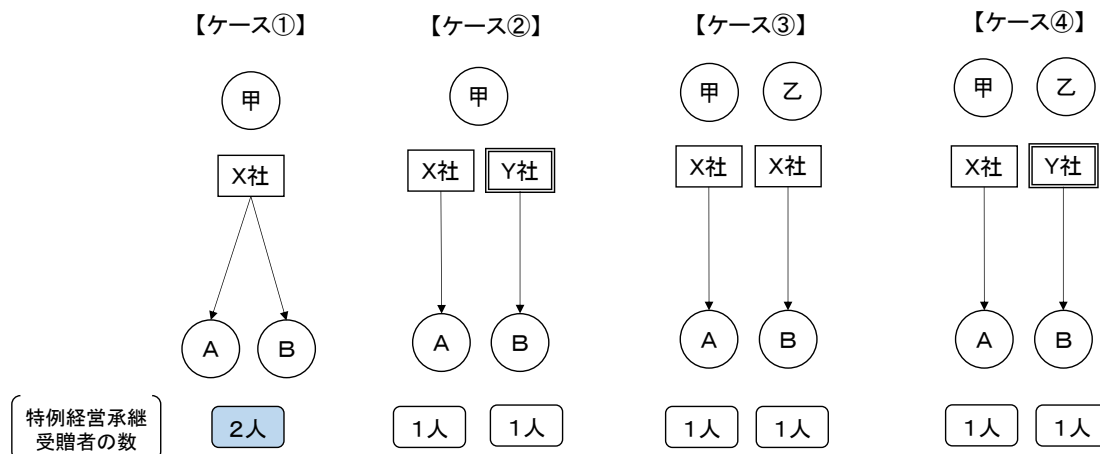 【ケース①】 【ケース②】 【ケース③】 【ケース④】
甲 甲 甲 乙 甲 乙
X社 X社 Y社 X社 X社 X社 Y社
A B A B A B A B
特例経営承継
受贈者の数
2人 1人 1人 1人 1人 1人 1人